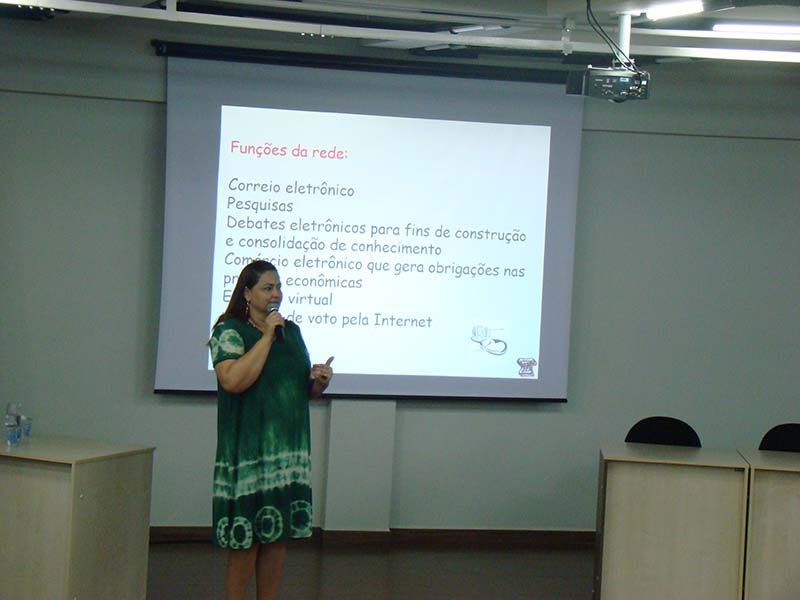 Funções da rede:
Correio eletrônico
Pesquisas
Debates eletrônicos para fins de construção
e consolidação de conhecimento
Comércio eletrônico que gera obrigações nas
econômicas
virtual
de voto pela Internet